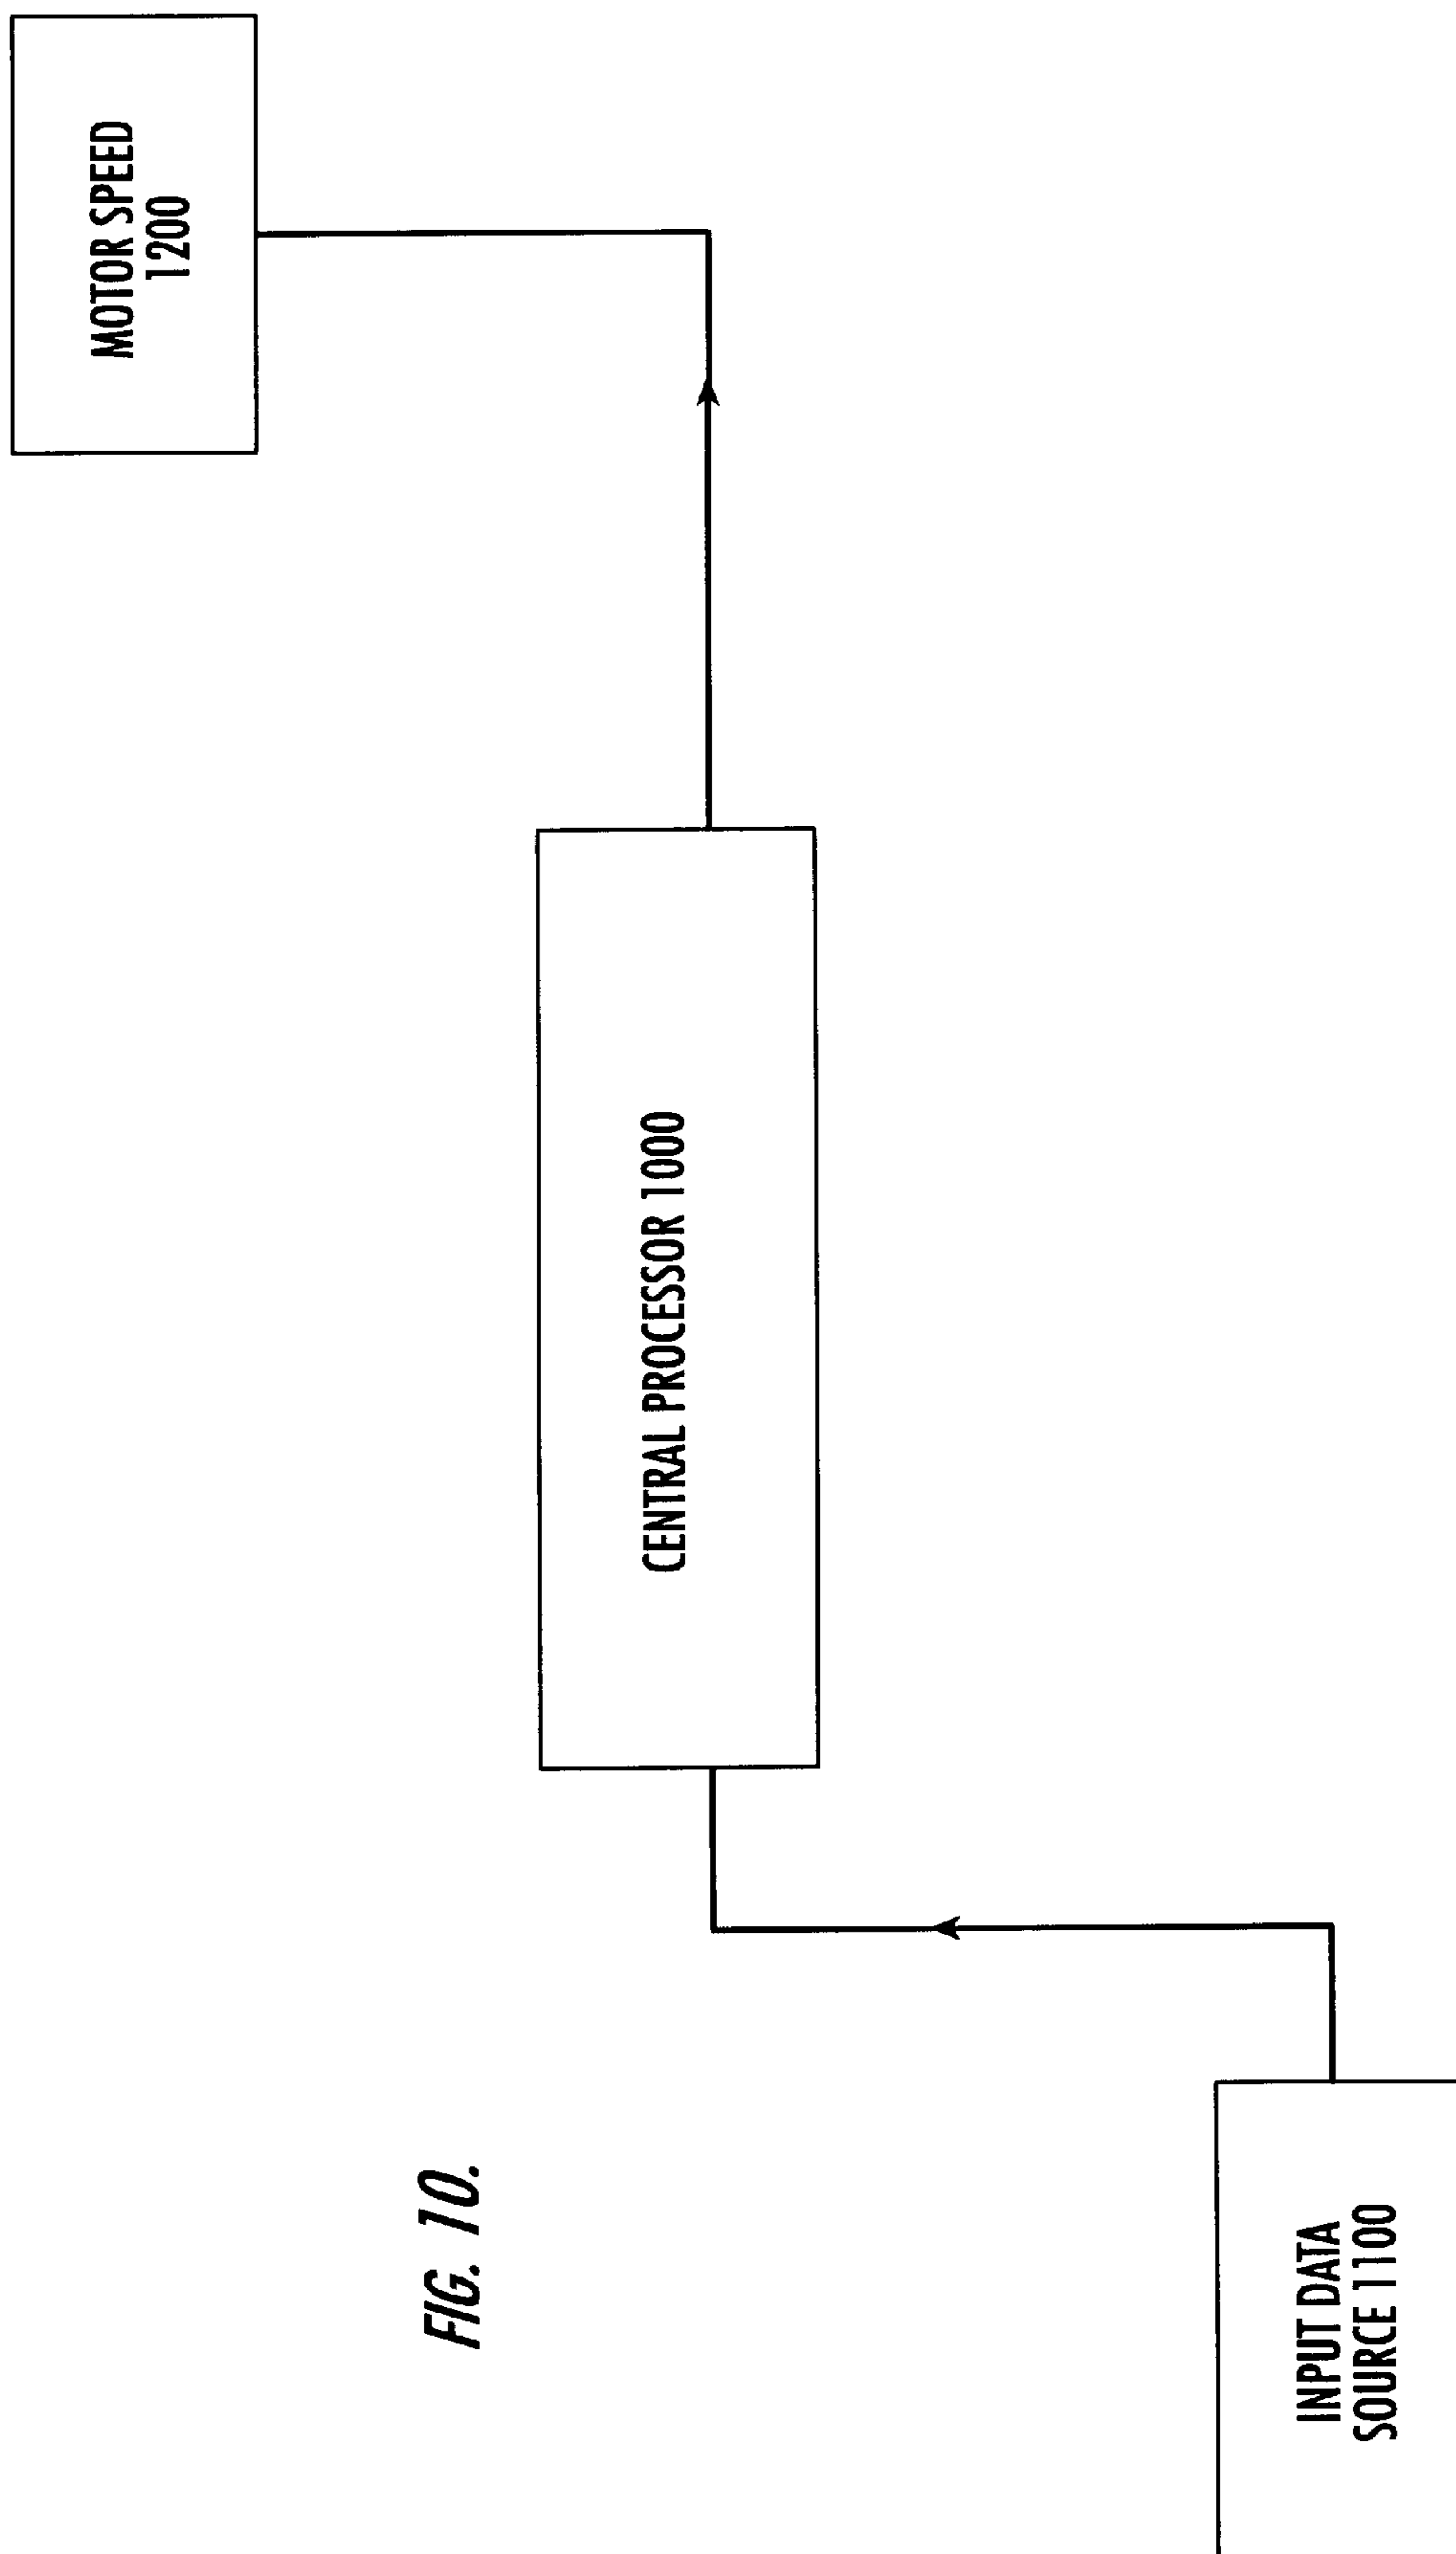 MOTOR SPEED
1200
CENTRAL PROCESSOR 1000
FIG. 10.
INPUT DATA
SOURCE 1100